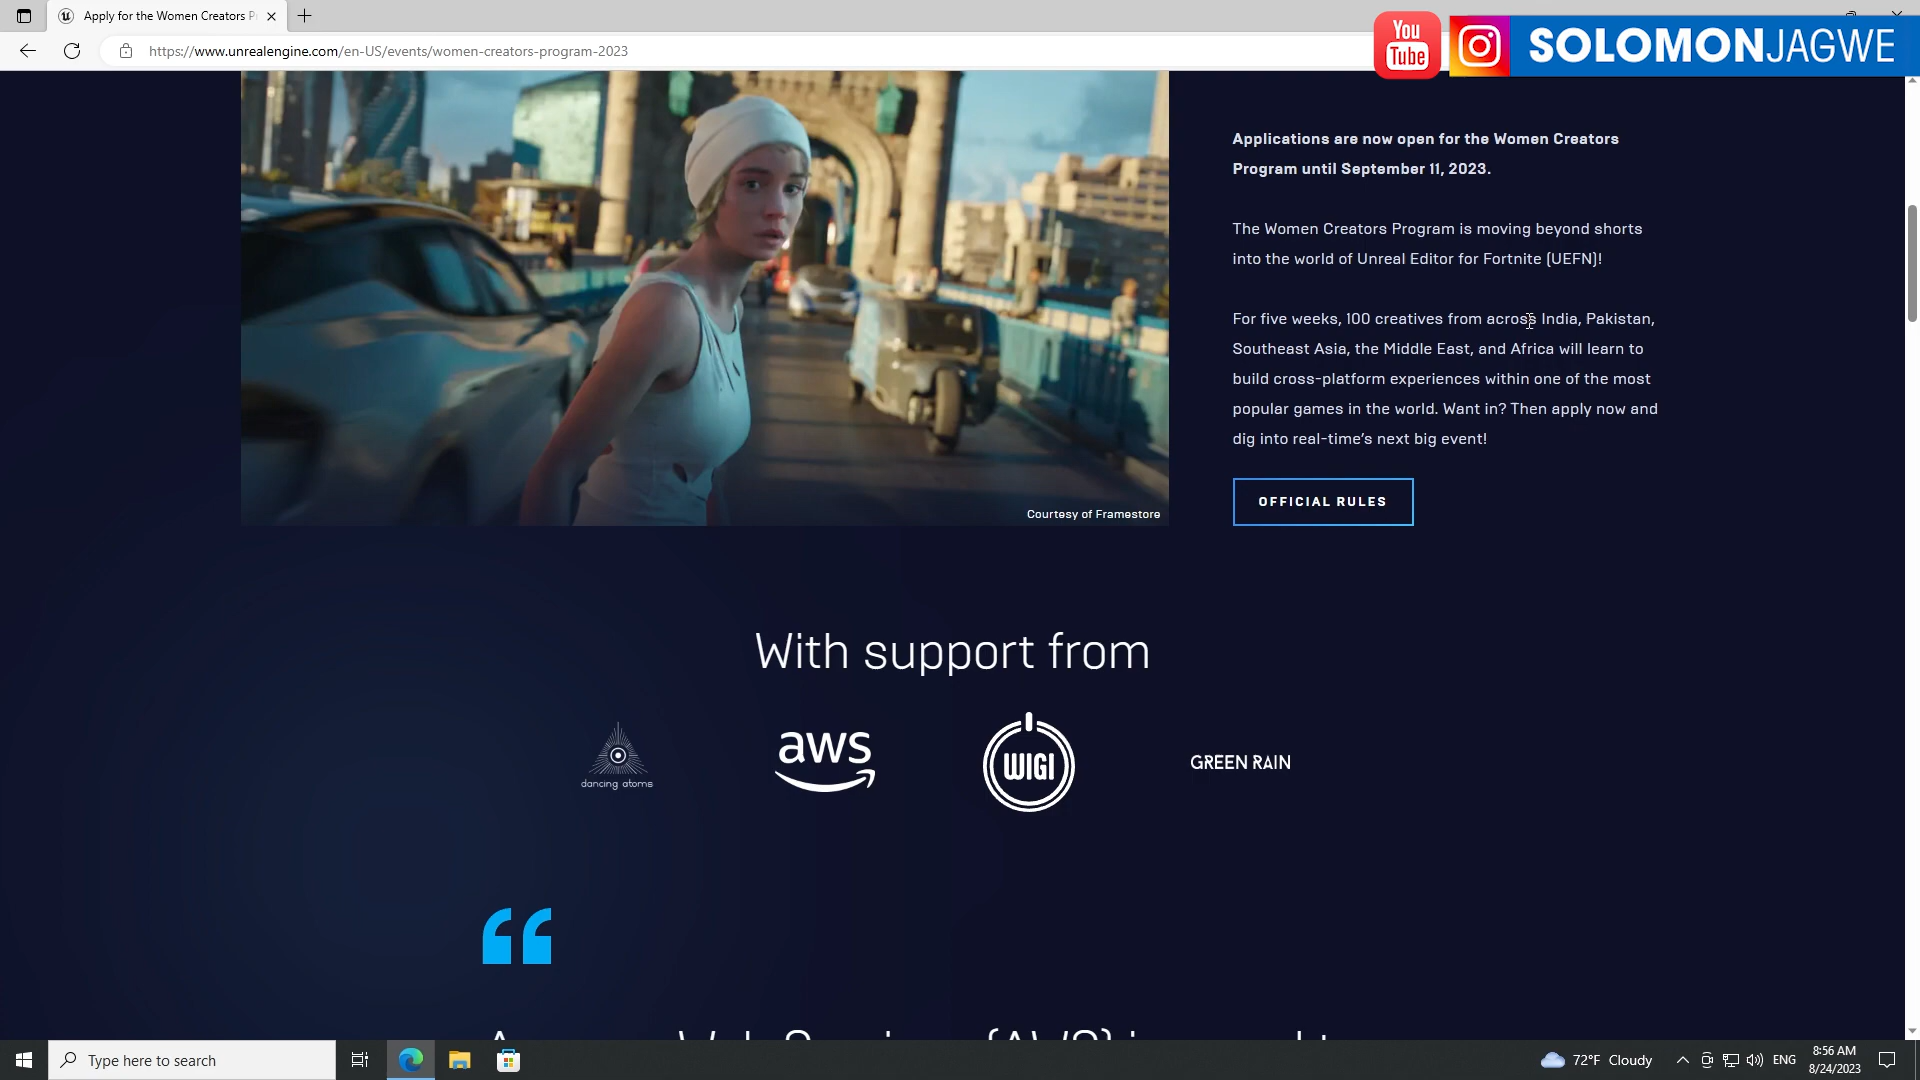 Apply for the Women Creators P
You
Tube
SOLOMONJAGWE
https://www.unrealengine.com/en-US/events/women-creators-program-2023
Applications are now open for the Women Creators
Program until September 11, 2023.
The Women Creators Program is moving beyond shorts
into the world of Unreal Editor for Fortnite (UEFN)!
For five weeks, 100 creatives from across India, Pakistan,
Southeast Asia, the Middle East, and Africa will learn to
build cross-platform experiences within one of the most
popular games in the world. Want in? Then apply now and
dig into real-time’s next big event!
Courtesy of Framestore
OFFICIAL RULES
With support from
dancing atoms
aws
WIGI
GREEN RAIN
“
Type here to search
72°F Cloudy
ENG
8:56 AM
8/24/2023